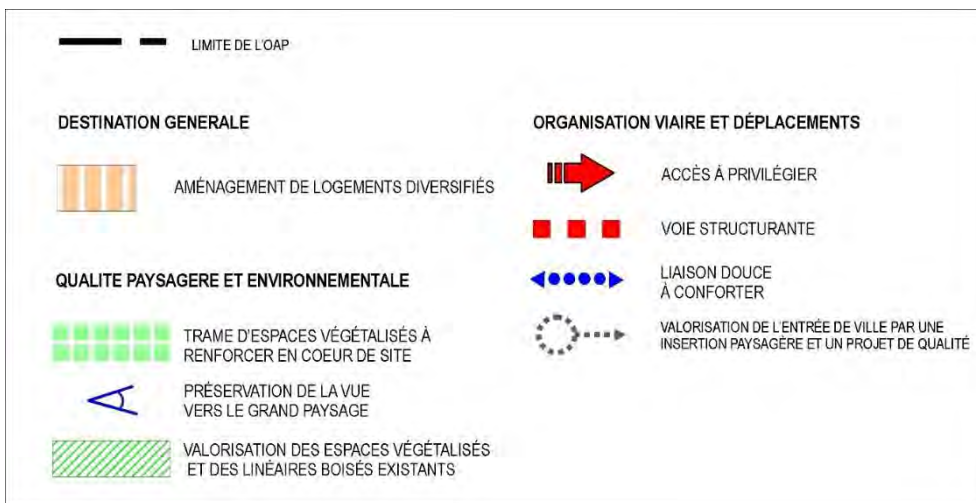 LIMITE DE L'OAP
DESTINATION GENERALE
AMÉNAGEMENT DE LOGEMENTS DIVERSIFIÉS
QUALITE PAYSAGERE ET ENVIRONNEMENTALE
TRAME D'ESPACES VÉGÉTALISÉS À
RENFORCER EN COEUR DE SITE
PRÉSERVATION DE LA VUE
VERS LE GRAND PAYSAGE
VALORISATION DES ESPACES VÉGÉTALISÉS
ET DES LINÉAIRES BOISÉS EXISTANTS
ORGANISATION VIAIRE ET DÉPLACEMENTS
ACCÈS À PRIVILÉGIER
VOIE STRUCTURANTE
LIAISON DOUCE
À CONFORTER
VALORISATION DE L'ENTRÉE DE VILLE PAR UNE
INSERTION PAYSAGÈRE ET UN PROJET DE QUALITÉ